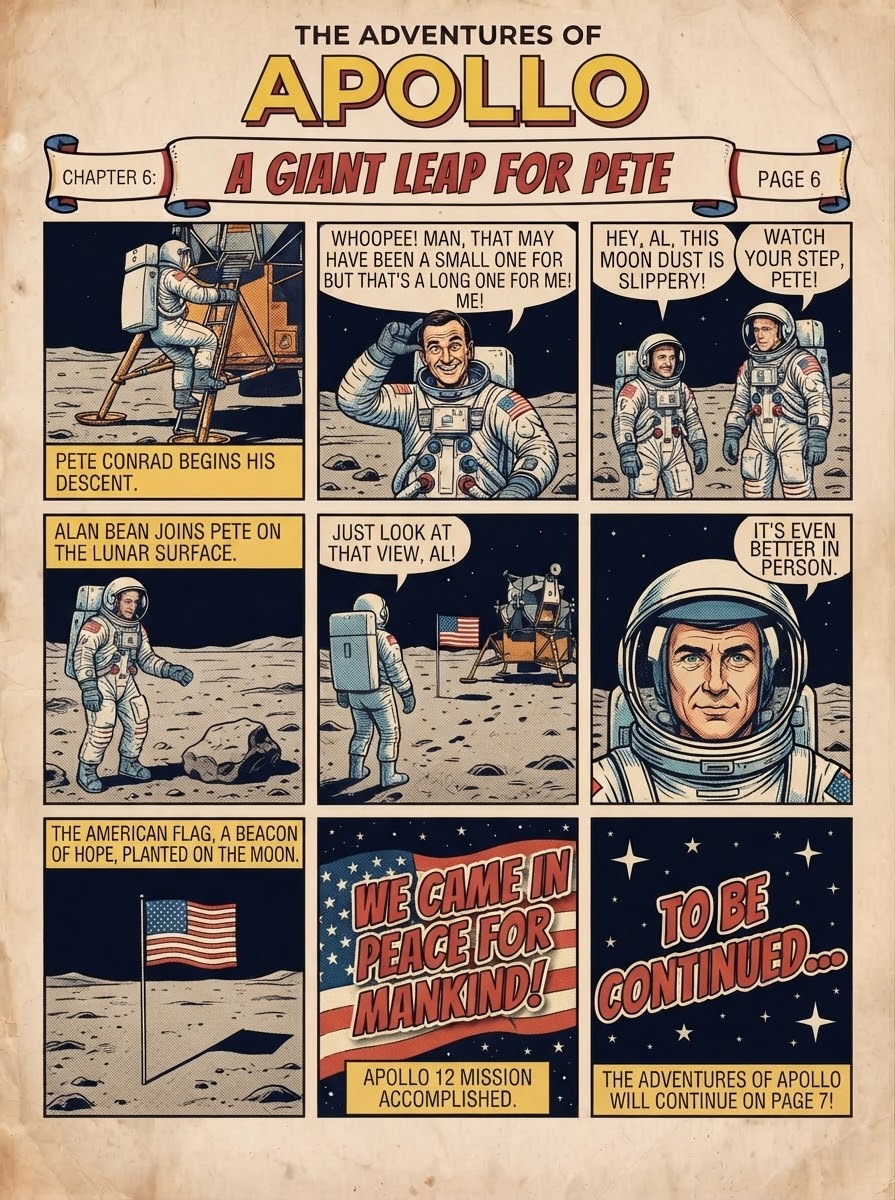 THE ADVENTURES OF
APOLLO
CHAPTER 6:
A GIANT LEAP FOR PETE
PAGE 6
PETE CONRAD BEGINS HIS
DESCENT.
WHOOPEE! MAN, THAT MAY
HAVE BEEN A SMALL ONE FOR
BUT THAT'S A LONG ONE FOR ME!
ME!
HEY, AL, THIS
MOON DUST IS
SLIPPERY!
WATCH
YOUR STEP,
PETE!
ALAN BEAN JOINS PETE ON
THE LUNAR SURFACE.
JUST LOOK AT
THAT VIEW, AL!
IT'S EVEN
BETTER IN
PERSON.
THE AMERICAN FLAG, A BEACON
OF HOPE, PLANTED ON THE MOON.
WE CAME IN
PEACE FOR
MANKIND!
APOLLO 12 MISSION
ACCOMPLISHED.
TO BE
CONTINUED...
THE ADVENTURES OF APOLLO
WILL CONTINUE ON PAGE 7!